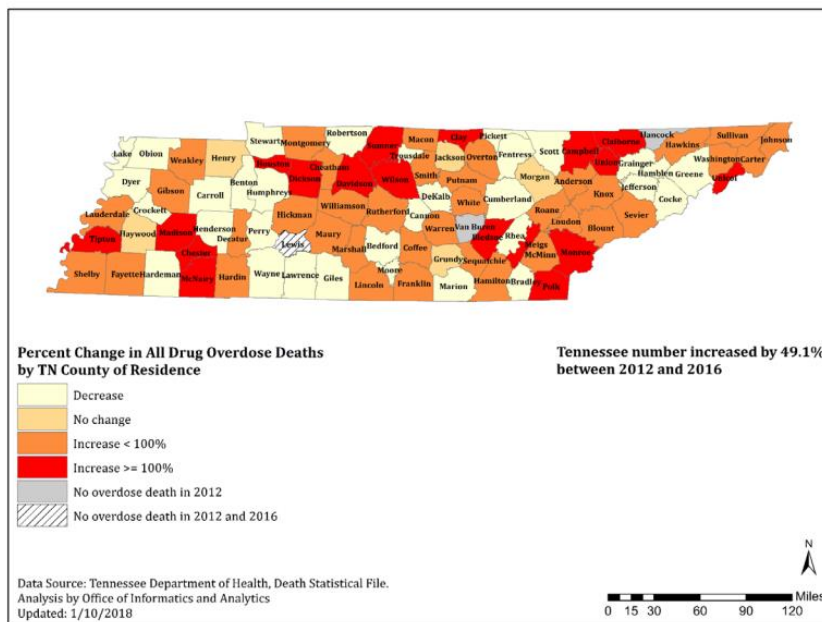 Robertson
Stewart Montgomery Sumner Macon Clay Pickett Claiborne Hancock Sullivan Johnson
Lake Obion Weakley Henry Houston Cheatham Trousdale Jackson Overton Fentress Scott Campbell Union Grainger Hawkins Washington Carter
Dyer Gibson Benton Humphreys Dickson Davidson Wilson Smith Putnam Morgan Anderson Hamblen Greene Unicoi
Crockett Carroll Hickman Williamson Rutherford DeKalb White Cumberland Knox Jefferson Cocke
Lauderdale Haywood Madison Henderson Decatur Perry Maury Cannon Warren Van Buren Bledsoe Rhea Roane Loudon Blount Sevier
Tipton Chester Lewis Marshall Bedford Coffee Grundy Sequatchie Meigs McMinn Monroe
Shelby Fayette Hardeman McNairy Hardin Wayne Lawrence Giles Lincoln Moore Franklin Marion Hamilton Bradley Polk
Percent Change in All Drug Overdose Deaths
by TN County of Residence
Decrease
No change
Increase < 100%
Increase >= 100%
No overdose death in 2012
No overdose death in 2012 and 2016
Tennessee number increased by 49.1%
between 2012 and 2016
Data Source: Tennessee Department of Health, Death Statistical File.
Analysis by Office of Informatics and Analytics
Updated: 1/10/2018
N
Miles
0 15 30 60 90 120